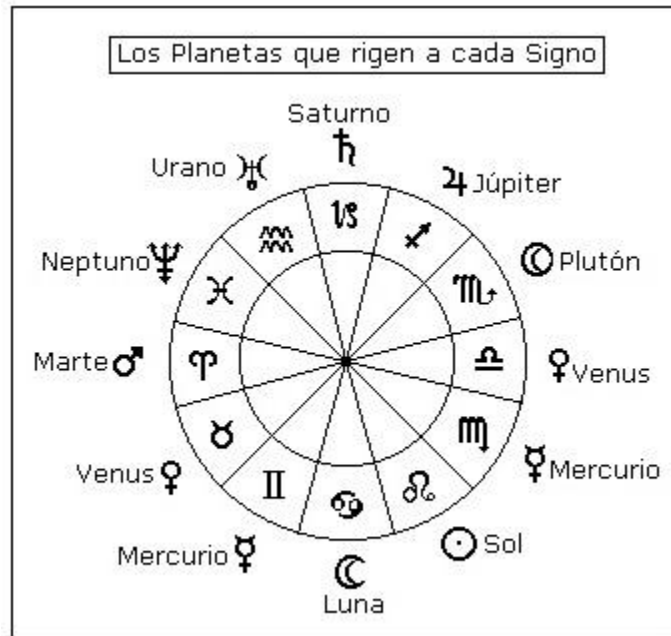 Los Planetas que rigen a cada Signo
Saturno
Urano
Júpiter
Neptuno
Plutón
Marte
Venus
Venus
Mercurio
Mercurio
Sol
Luna